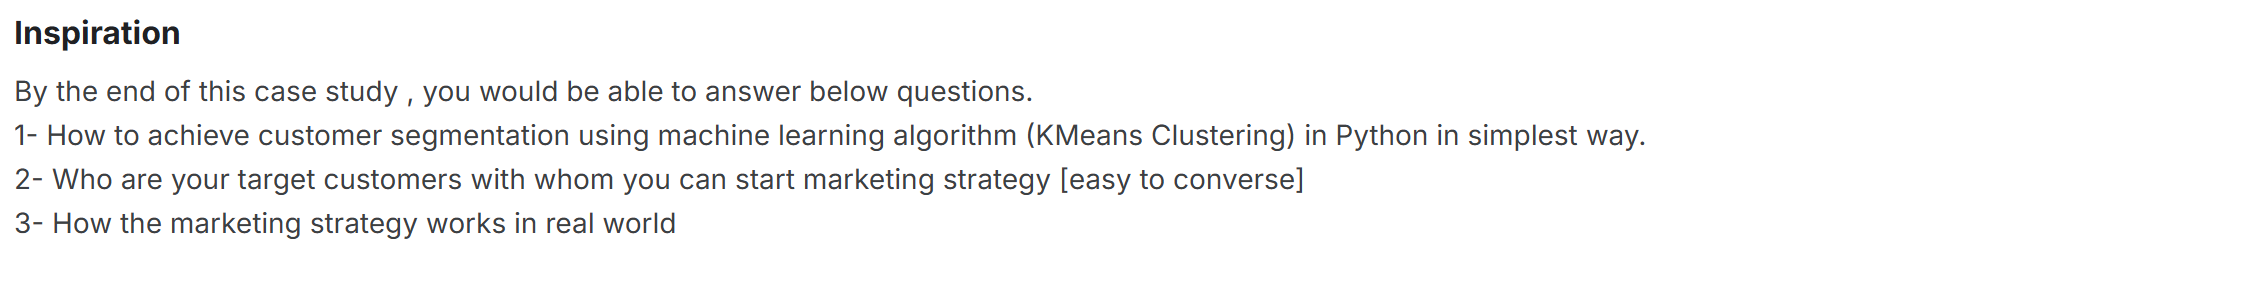 Inspiration
By the end of this case study , you would be able to answer below questions.
1- How to achieve customer segmentation using machine learning algorithm (KMeans Clustering) in Python in simplest way.
2- Who are your target customers with whom you can start marketing strategy [easy to converse]
3- How the marketing strategy works in real world